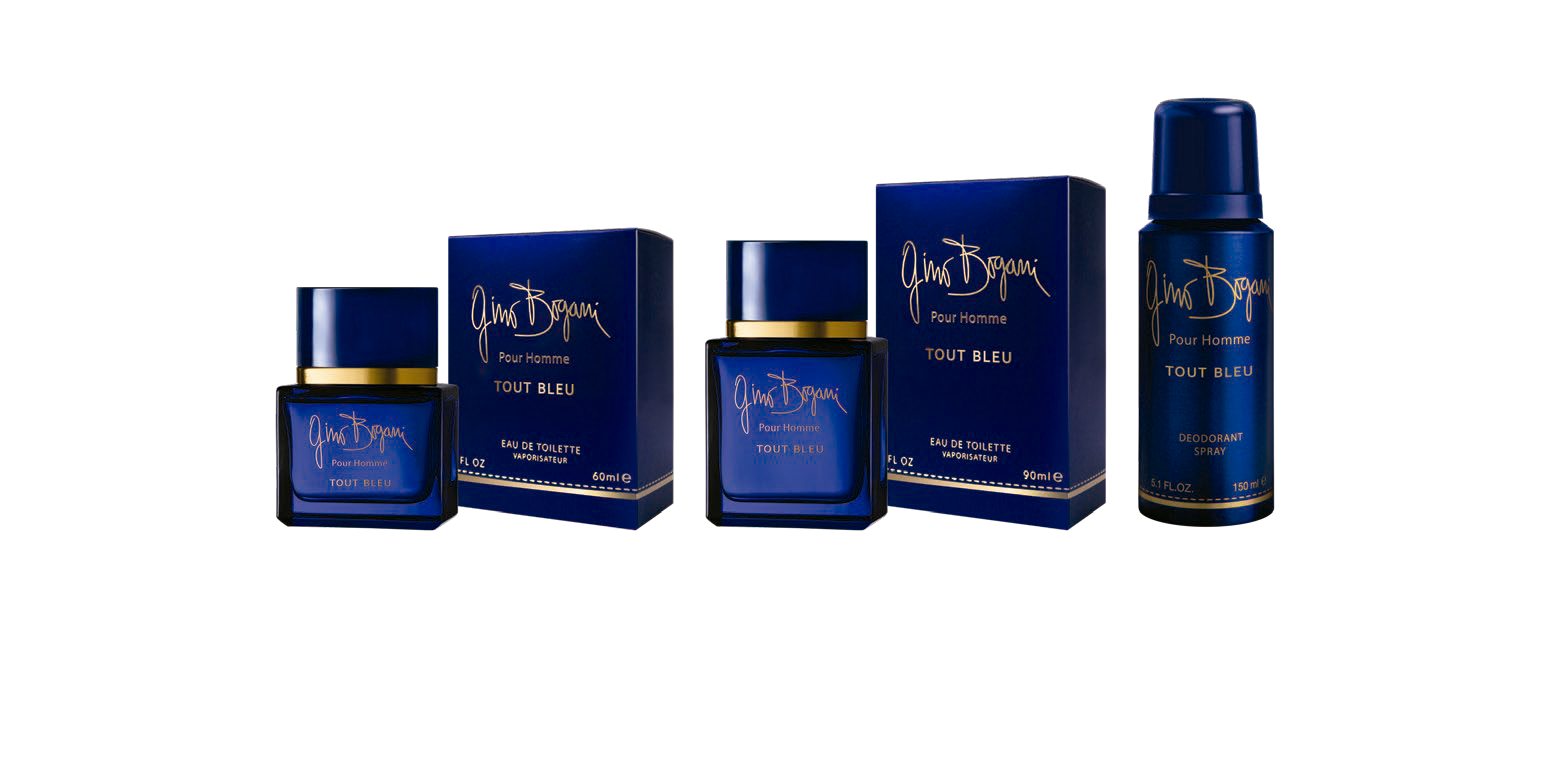 Gino Bogani
Pour Homme
TOUT BLEU
Gino Bogani
Pour Homme
TOUT BLEU
EAU DE TOILETTE
VAPORISATEUR
FL OZ
60ml e
Gino Bogani
Pour Homme
TOUT BLEU
Gino Bogani
Pour Homme
TOUT BLEU
EAU DE TOILETTE
VAPORISATEUR
FL OZ
90ml e
Gino Bogani
Pour Homme
TOUT BLEU
DEODORANT
SPRAY
5.1 FL.OZ.
150 ml e